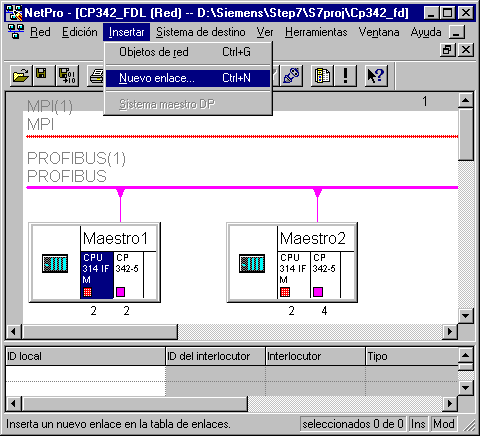 NetPro - [CP342_FDL (Red) -- D:\Siemens\Step7\S7proj\Cp342_fd]
Red Edición Insertar Sistema de destino Ver Herramientas Ventana Ayuda
Objetos de red Ctrl+G
Nuevo enlace... Ctrl+N
Sistema maestro DP
MPI(1)
MPI
1
PROFIBUS(1)
PROFIBUS
Maestro1
CPU
314 IF
M
CP
342-5
2 2
Maestro2
CPU
314 IF
M
CP
342-5
2 4
ID local ID del interlocutor Interlocutor Tipo
Inserta un nuevo enlace en la tabla de enlaces. seleccionados 0 de 0 Ins Mod